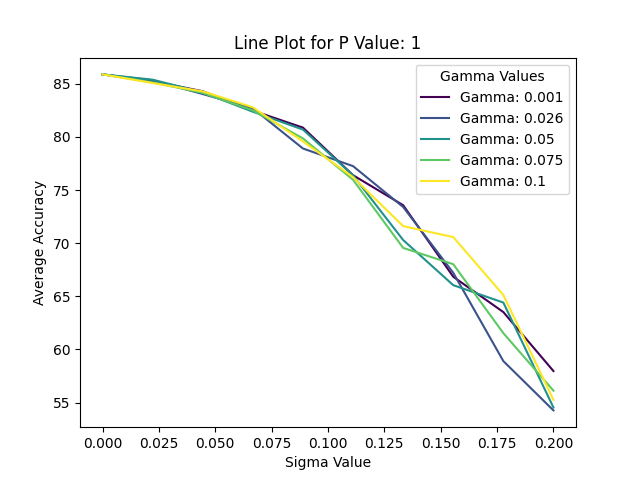 Line Plot for P Value: 1
Gamma Values
Gamma: 0.001
Gamma: 0.026
Gamma: 0.05
Gamma: 0.075
Gamma: 0.1
85
80
75
70
65
60
55
Average Accuracy
0.000 0.025 0.050 0.075 0.100 0.125 0.150 0.175 0.200
Sigma Value